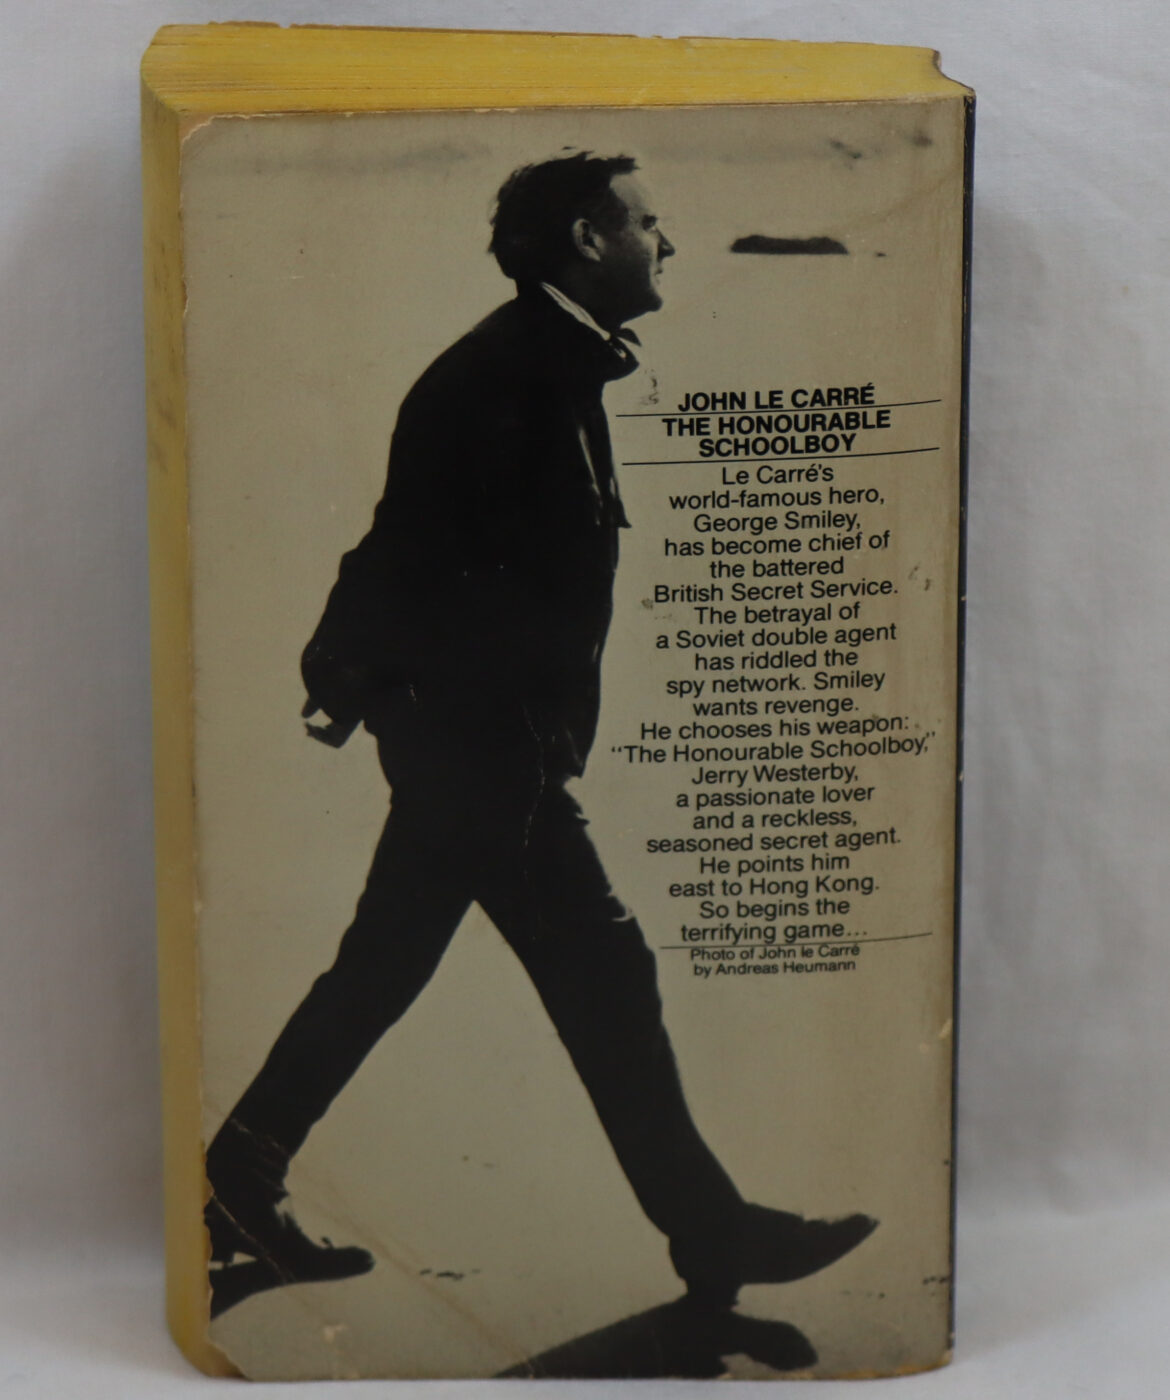 JOHN LE CARRÉ
THE HONOURABLE
SCHOOLBOY
Le Carré's
world-famous hero,
George Smiley,
has become chief of
the battered
British Secret Service.
The betrayal of
a Soviet double agent
has riddled the
spy network. Smiley
wants revenge.
He chooses his weapon:
“The Honourable Schoolboy,”
Jerry Westerby,
a passionate lover
and a reckless,
seasoned secret agent.
He points him
east to Hong Kong.
So begins the
terrifying game...
Photo of John le Carré
by Andreas Heumann